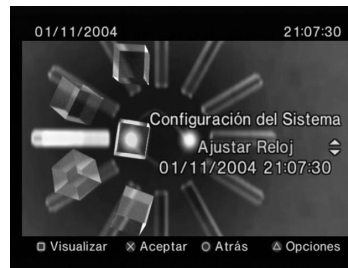 01/11/2004 21:07:30
Configuración del Sistema
Ajustar Reloj
01/11/2004 21:07:30
Visualizar Aceptar Atrás Opciones